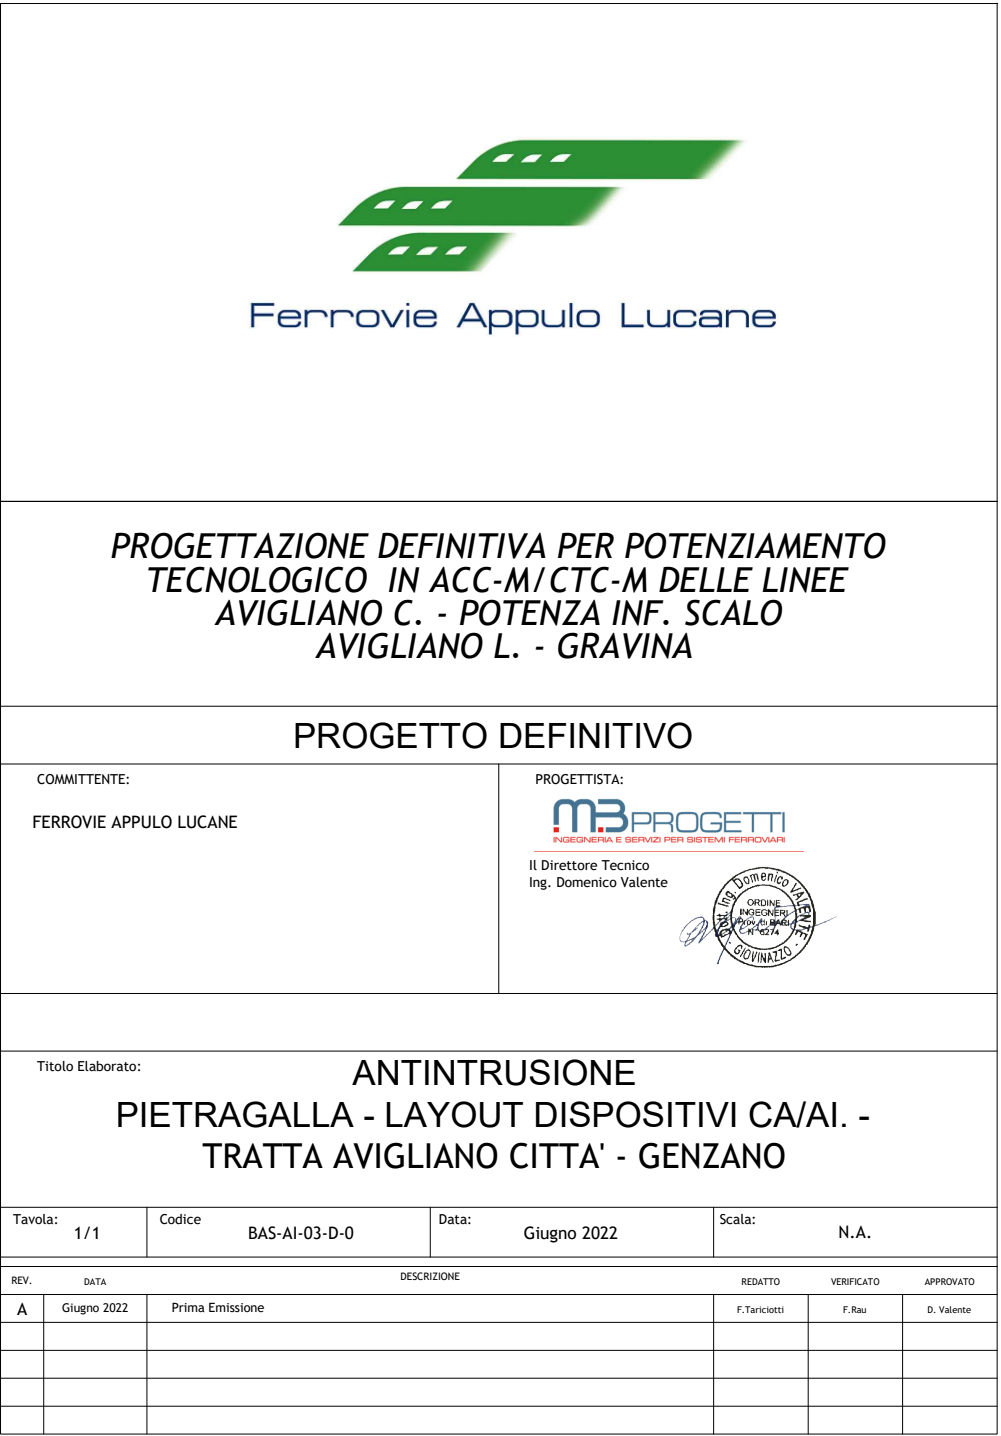 Ferrovie Appulo Lucane
PROGETTAZIONE DEFINITIVA PER POTENZIAMENTO
TECNOLOGICO IN ACC-M/CTC-M DELLE LINEE
AVIGLIANO C. - POTENZA INF. SCALO
AVIGLIANO L. - GRAVINA
PROGETTO DEFINITIVO
COMMITTENTE:
FERROVIE APPULO LUCANE
PROGETTISTA:
MB PROGETTI
INGEGNERIA E SERVIZI PER SISTEMI FERROVIARI
Il Direttore Tecnico
Ing. Domenico Valente
Dott. Ing. Domenico VALENTE
ORDINE
INGEGNERI
Prov. di BARI
N° 6274
- GIOVINAZZO -
Titolo Elaborato:
ANTINTRUSIONE
PIETRAGALLA - LAYOUT DISPOSITIVI CA/AI. -
TRATTA AVIGLIANO CITTA' - GENZANO
Tavola: 1/1 Codice BAS-AI-03-D-0 Data: Giugno 2022 Scala: N.A.
REV. DATA DESCRIZIONE REDATTO VERIFICATO APPROVATO
A Giugno 2022 Prima Emissione F.Tariciotti F.Rau D. Valente